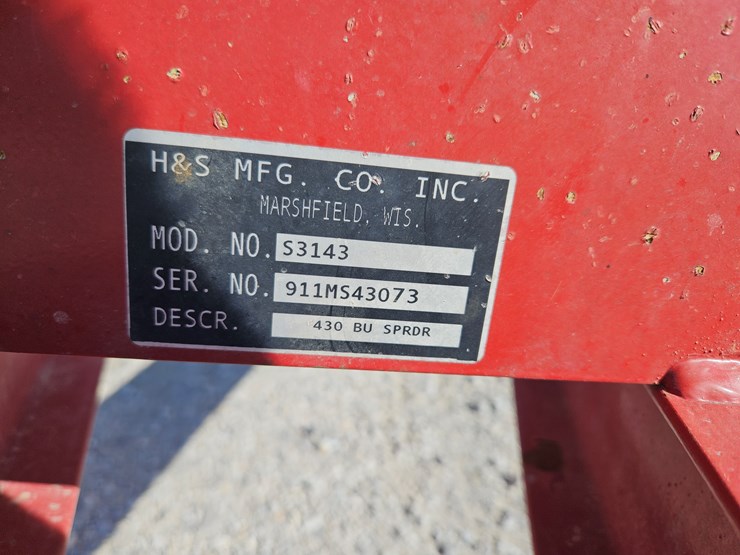 H&S MFG. CO. INC.
MARSHFIELD, WIS.
MOD. NO. S3143
SER. NO. 911MS43073
DESCR. 430 BU SPRDR